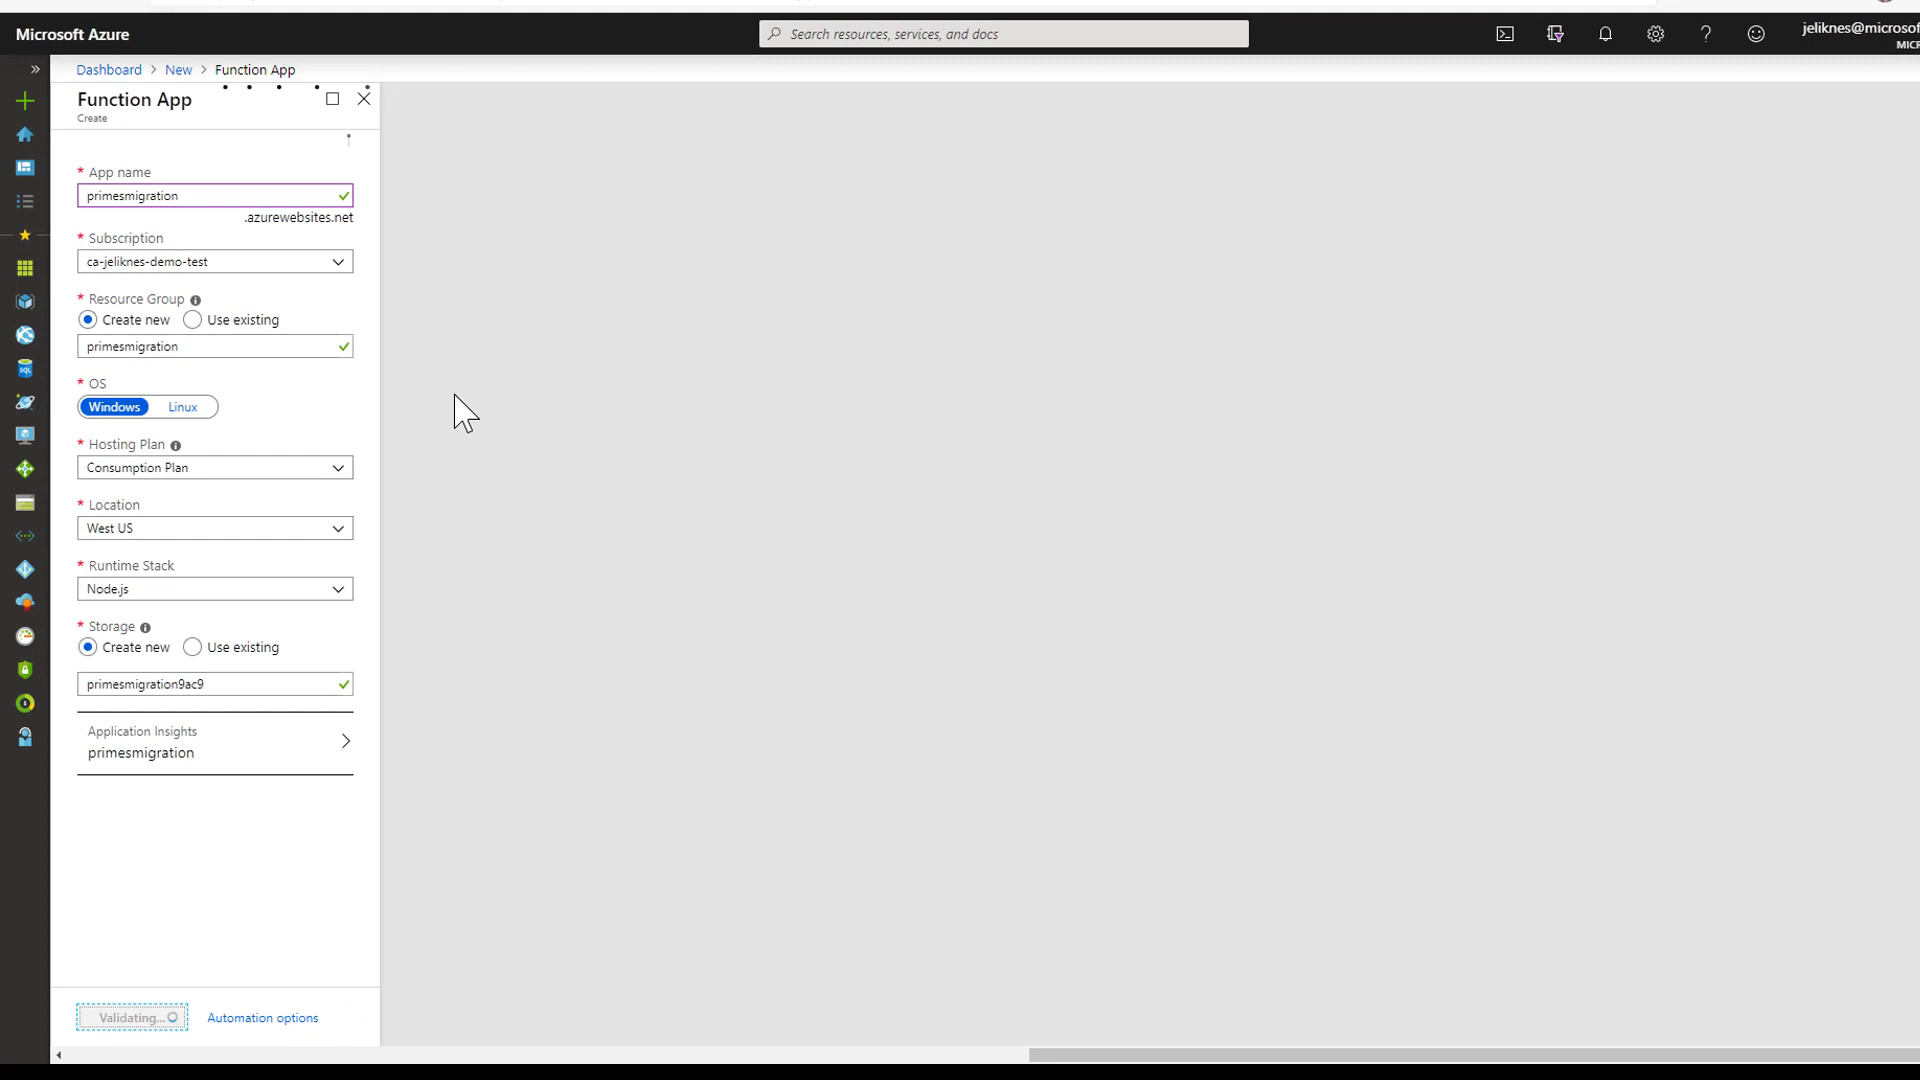 Microsoft Azure
Search resources, services, and docs
jeliknes@microsof
MICR
Dashboard > New > Function App
Function App
Create
* App name
primesmigration
.azurewebsites.net
* Subscription
ca-jeliknes-demo-test
* Resource Group
Create new Use existing
primesmigration
* OS
Windows Linux
* Hosting Plan
Consumption Plan
* Location
West US
* Runtime Stack
Node.js
* Storage
Create new Use existing
primesmigration9ac9
Application Insights
primesmigration
Validating... Automation options